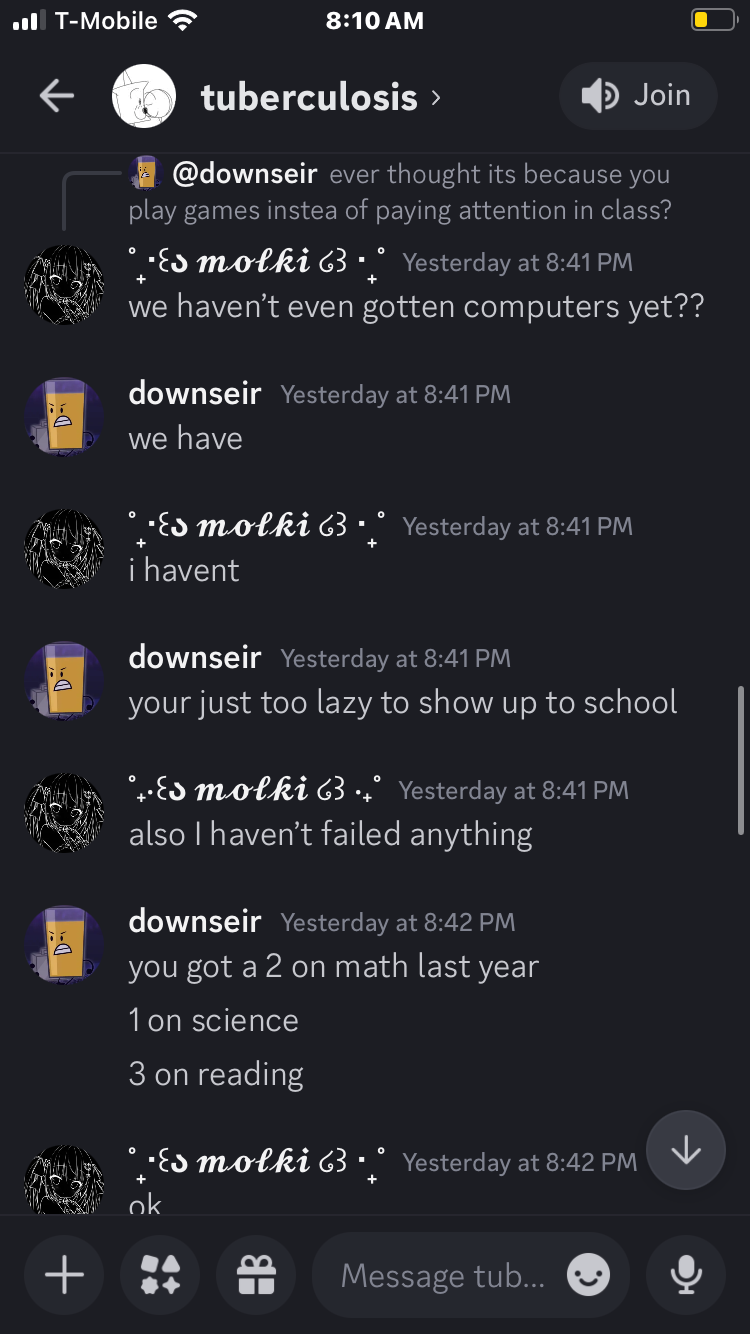 T-Mobile 8:10 AM
tuberculosis › Join
@downseir ever thought its because you
play games instea of paying attention in class?
˚₊‧꒰ა 𝓶𝓸𝓵𝓴𝓲 ໒꒱ ‧₊˚ Yesterday at 8:41 PM
we haven’t even gotten computers yet??
downseir Yesterday at 8:41 PM
we have
˚₊‧꒰ა 𝓶𝓸𝓵𝓴𝓲 ໒꒱ ‧₊˚ Yesterday at 8:41 PM
i havent
downseir Yesterday at 8:41 PM
your just too lazy to show up to school
˚₊‧꒰ა 𝓶𝓸𝓵𝓴𝓲 ໒꒱ ‧₊˚ Yesterday at 8:41 PM
also I haven’t failed anything
downseir Yesterday at 8:42 PM
you got a 2 on math last year
1 on science
3 on reading
˚₊‧꒰ა 𝓶𝓸𝓵𝓴𝓲 ໒꒱ ‧₊˚ Yesterday at 8:42 PM
ok
Message tub...